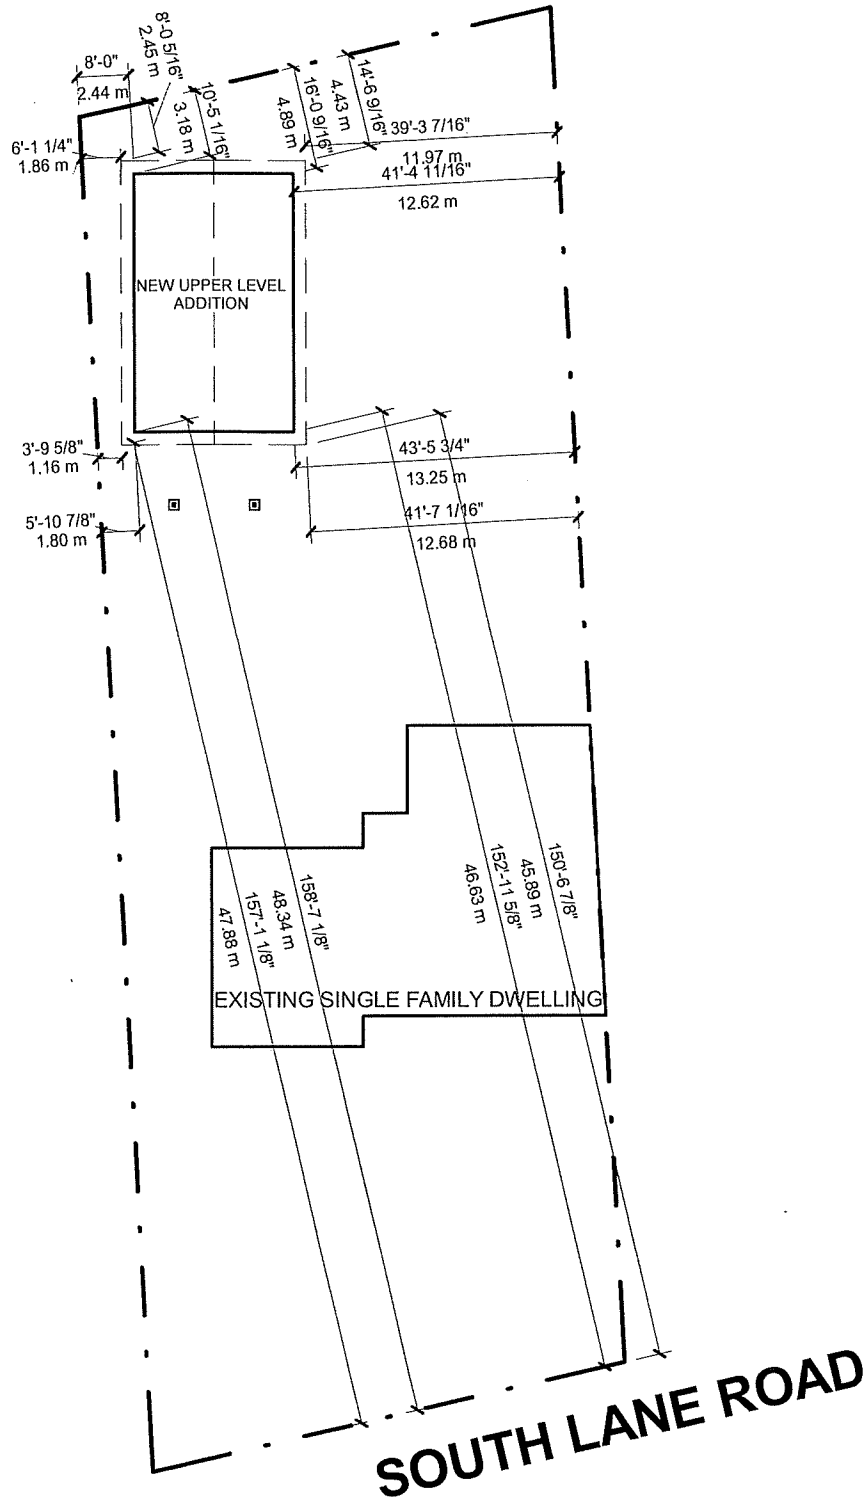 8'-0"
2.44 m
8'-0 5/16"
2.45 m
10'-5 1/16"
3.18 m
16'-0 9/16"
4.89 m
14'-6 9/16"
4.43 m
39'-3 7/16"
11.97 m
6'-1 1/4"
1.86 m
41'-4 11/16"
12.62 m
NEW UPPER LEVEL
ADDITION
3'-9 5/8"
1.16 m
43'-5 3/4"
13.25 m
5'-10 7/8"
1.80 m
41'-7 1/16"
12.68 m
157'-1 1/8"
47.88 m
158'-7 1/8"
48.34 m
152'-11 5/8"
46.63 m
150'-6 7/8"
45.89 m
EXISTING SINGLE FAMILY DWELLING
SOUTH LANE ROAD